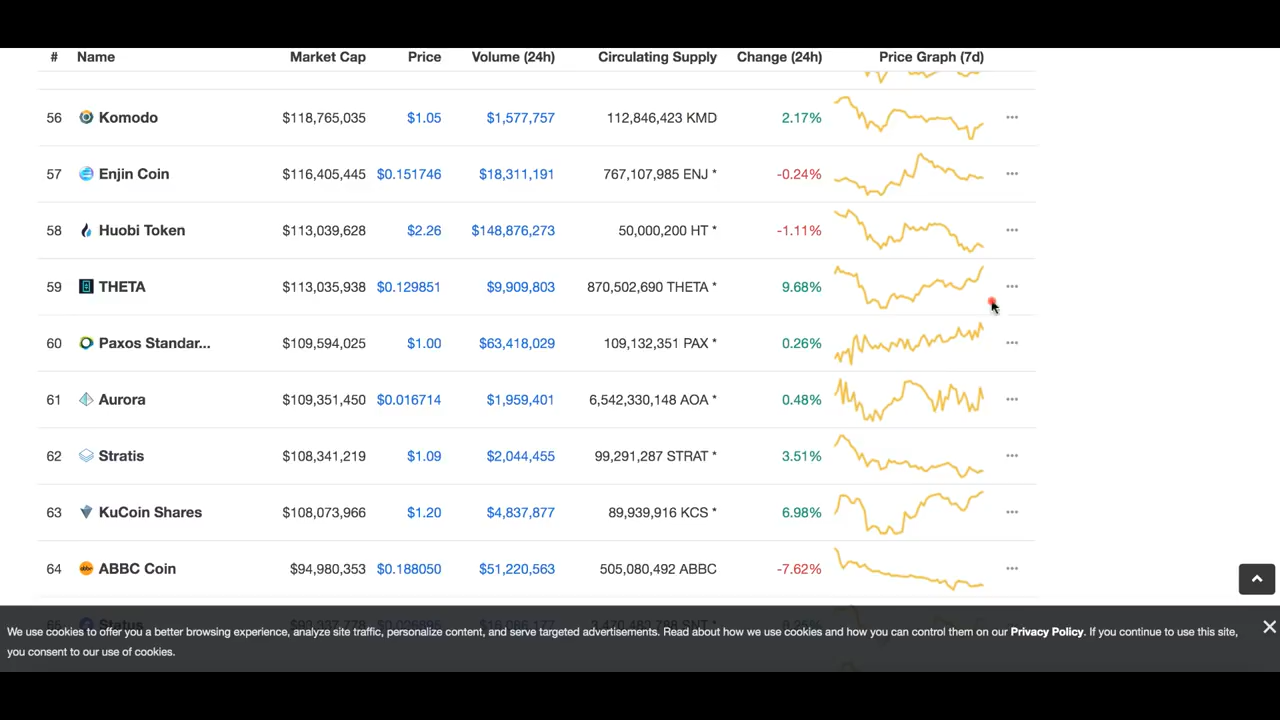 # Name Market Cap Price Volume (24h) Circulating Supply Change (24h) Price Graph (7d)
56 Komodo $118,765,035 $1.05 $1,577,757 112,846,423 KMD 2.17%
57 Enjin Coin $116,405,445 $0.151746 $18,311,191 767,107,985 ENJ * -0.24%
58 Huobi Token $113,039,628 $2.26 $148,876,273 50,000,200 HT * -1.11%
59 THETA $113,035,938 $0.129851 $9,909,803 870,502,690 THETA * 9.68%
60 Paxos Standar... $109,594,025 $1.00 $63,418,029 109,132,351 PAX * 0.26%
61 Aurora $109,351,450 $0.016714 $1,959,401 6,542,330,148 AOA * 0.48%
62 Stratis $108,341,219 $1.09 $2,044,455 99,291,287 STRAT * 3.51%
63 KuCoin Shares $108,073,966 $1.20 $4,837,877 89,939,916 KCS * 6.98%
64 ABBC Coin $94,980,353 $0.188050 $51,220,563 505,080,492 ABBC -7.62%
65 Status
We use cookies to offer you a better browsing experience, analyze site traffic, personalize content, and serve targeted advertisements. Read about how we use cookies and how you can control them on our Privacy Policy. If you continue to use this site,
you consent to our use of cookies.